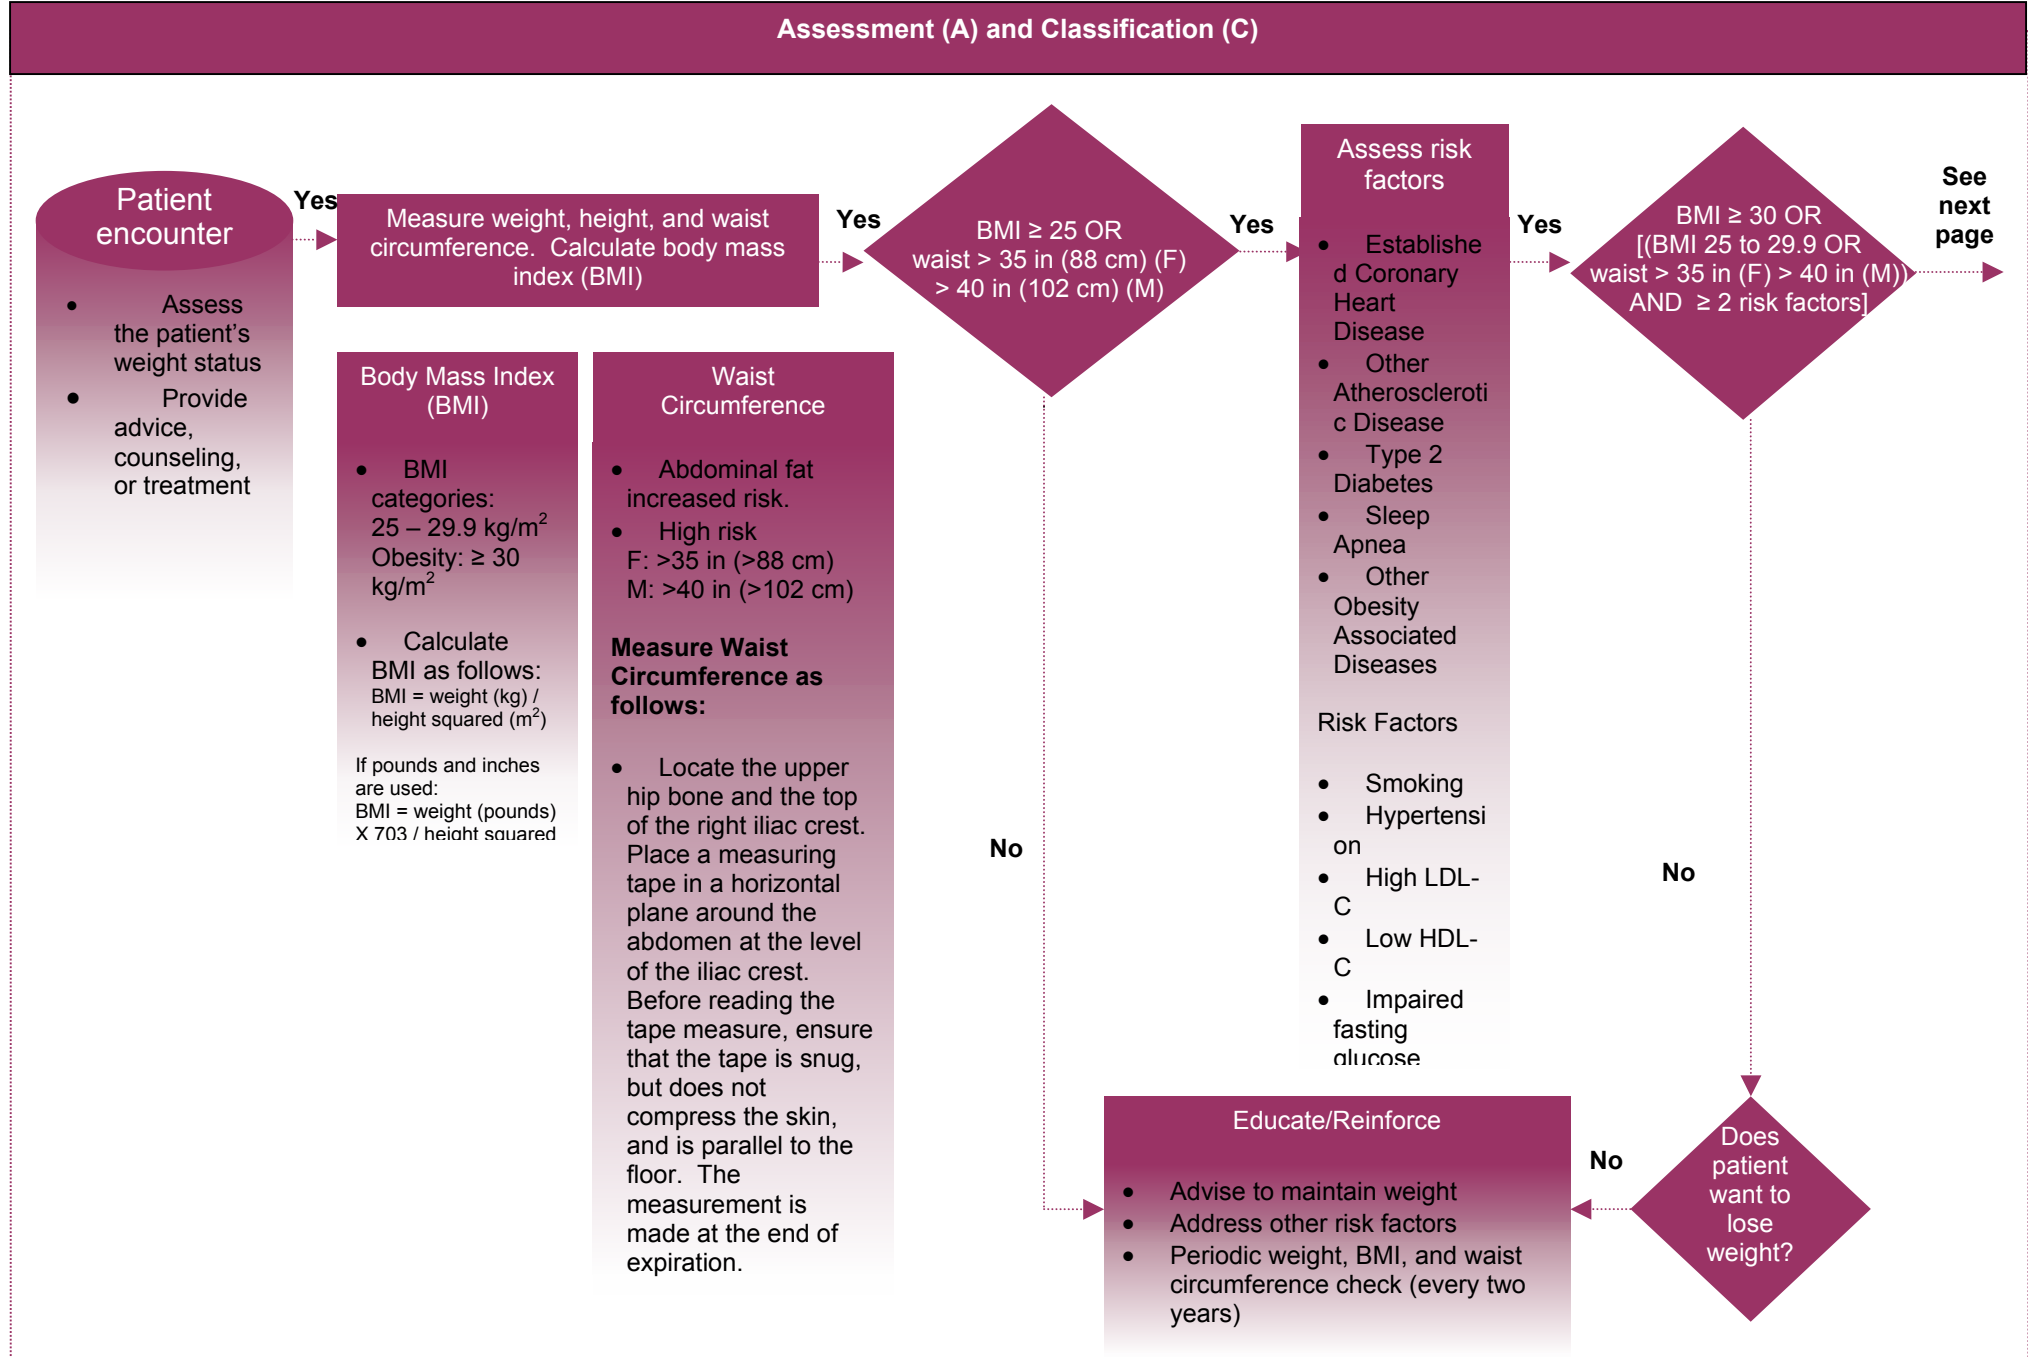 Assessment (A) and Classification (C)
Patient
encounter
• Assess
the patient’s
weight status
• Provide
advice,
counseling,
or treatment
Yes
Measure weight, height, and waist
circumference. Calculate body mass
index (BMI)
Body Mass Index
(BMI)
• BMI
categories:
25 – 29.9 kg/m²
Obesity: ≥ 30
kg/m²
• Calculate
BMI as follows:
BMI = weight (kg) /
height squared (m²)
If pounds and inches
are used:
BMI = weight (pounds)
X 703 / height squared
Waist
Circumference
• Abdominal fat
increased risk.
• High risk
F: >35 in (>88 cm)
M: >40 in (>102 cm)
Measure Waist
Circumference as
follows:
• Locate the upper
hip bone and the top
of the right iliac crest.
Place a measuring
tape in a horizontal
plane around the
abdomen at the level
of the iliac crest.
Before reading the
tape measure, ensure
that the tape is snug,
but does not
compress the skin,
and is parallel to the
floor. The
measurement is
made at the end of
expiration.
Yes
BMI ≥ 25 OR
waist > 35 in (88 cm) (F)
> 40 in (102 cm) (M)
No
Yes
Assess risk
factors
• Establishe
d Coronary
Heart
Disease
• Other
Atheroscleroti
c Disease
• Type 2
Diabetes
• Sleep
Apnea
• Other
Obesity
Associated
Diseases
Risk Factors
• Smoking
• Hypertensi
on
• High LDL-
C
• Low HDL-
C
• Impaired
fasting
glucose
Yes
BMI ≥ 30 OR
[(BMI 25 to 29.9 OR
waist > 35 in (F) > 40 in (M))
AND ≥ 2 risk factors]
See
next
page
No
Does
patient
want to
lose
weight?
No
Educate/Reinforce
• Advise to maintain weight
• Address other risk factors
• Periodic weight, BMI, and waist
circumference check (every two
years)